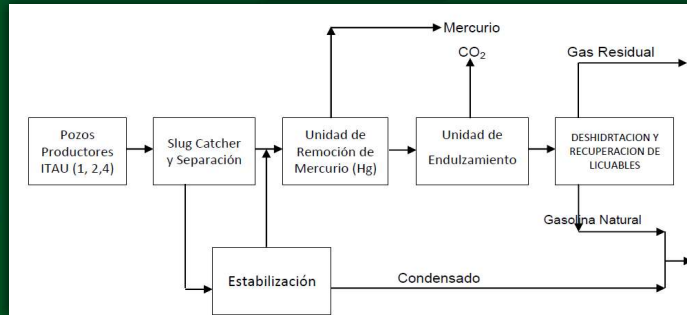 Mercurio
CO2
Gas Residual
Pozos
Productores
ITAU (1, 2,4)
Slug Catcher
y Separación
Unidad de
Remoción de
Mercurio (Hg)
Unidad de
Endulzamiento
DESHIDRTACION Y
RECUPERACION DE
LICUABLES
Gasolina Natural
Estabilización
Condensado